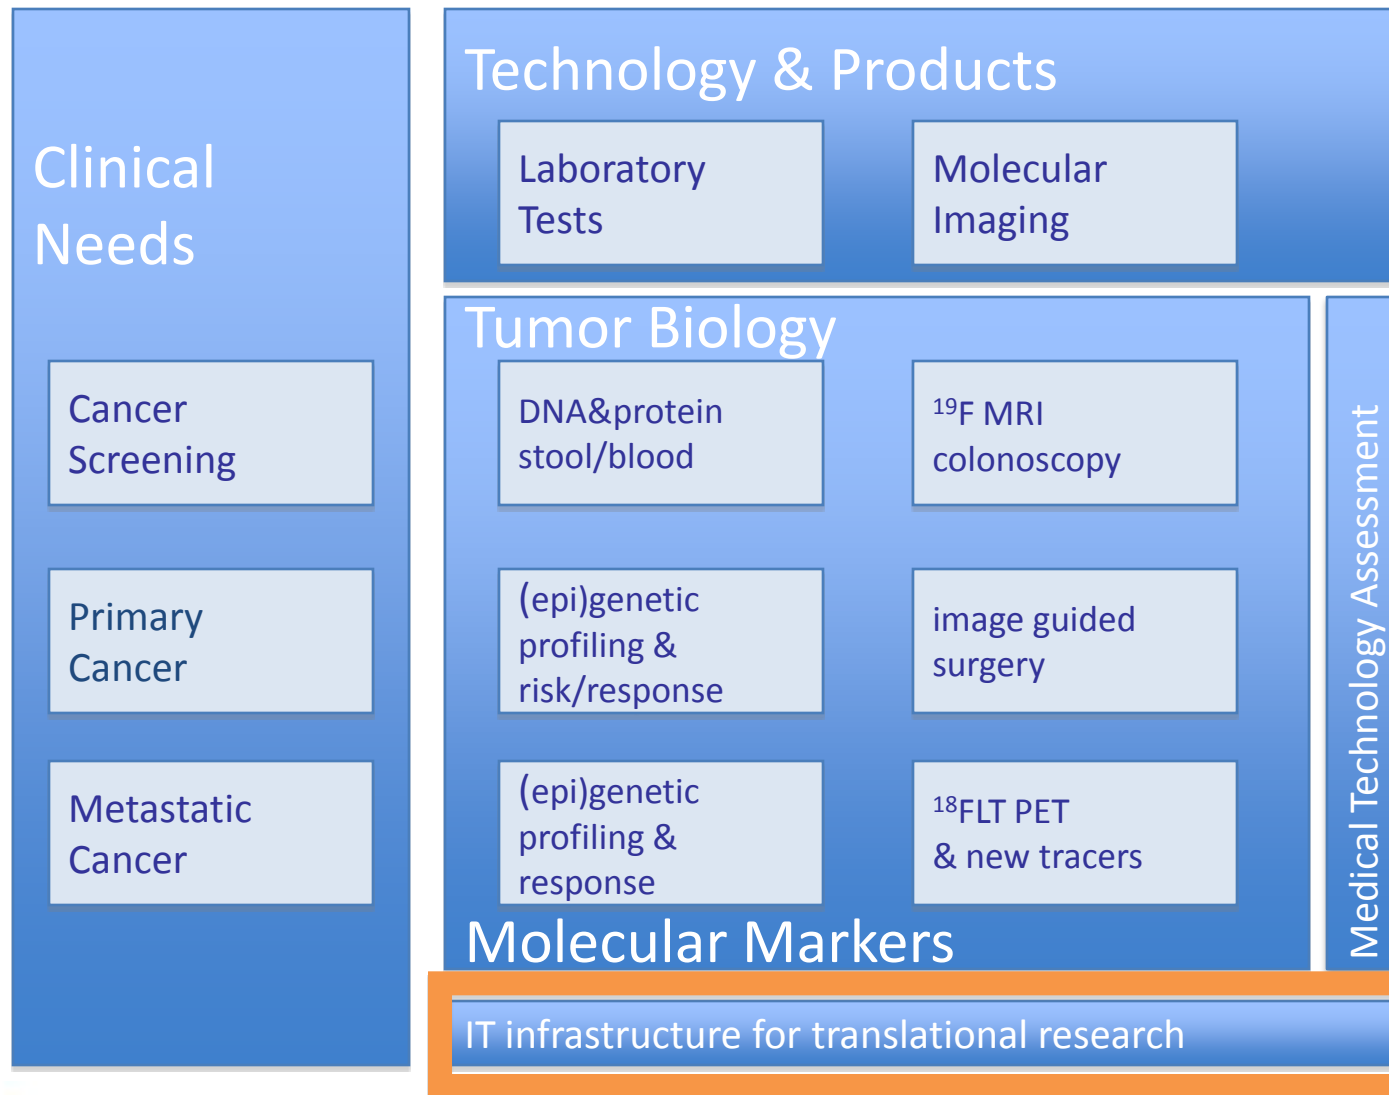 Clinical
Needs
Cancer
Screening
Primary
Cancer
Metastatic
Cancer
Technology & Products
Laboratory
Tests
Molecular
Imaging
Tumor Biology
DNA&protein
stool/blood
¹⁹F MRI
colonoscopy
(epi)genetic
profiling &
risk/response
image guided
surgery
(epi)genetic
profiling &
response
¹⁸FLT PET
& new tracers
Molecular Markers
Medical Technology Assessment
IT infrastructure for translational research